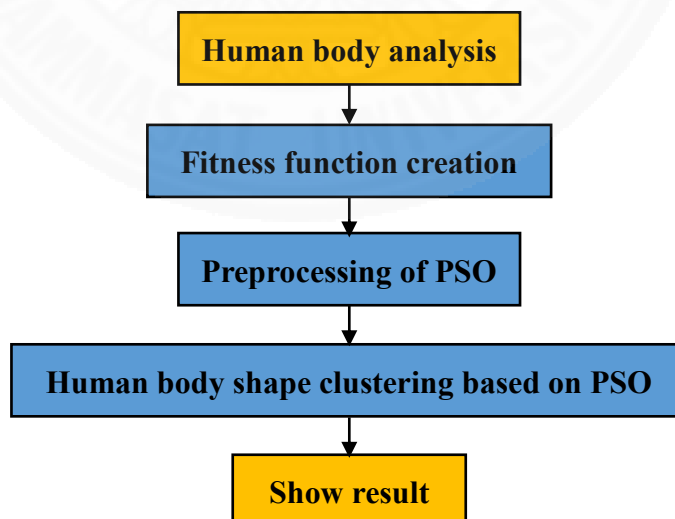 Human body analysis
Fitness function creation
Preprocessing of PSO
Human body shape clustering based on PSO
Show result